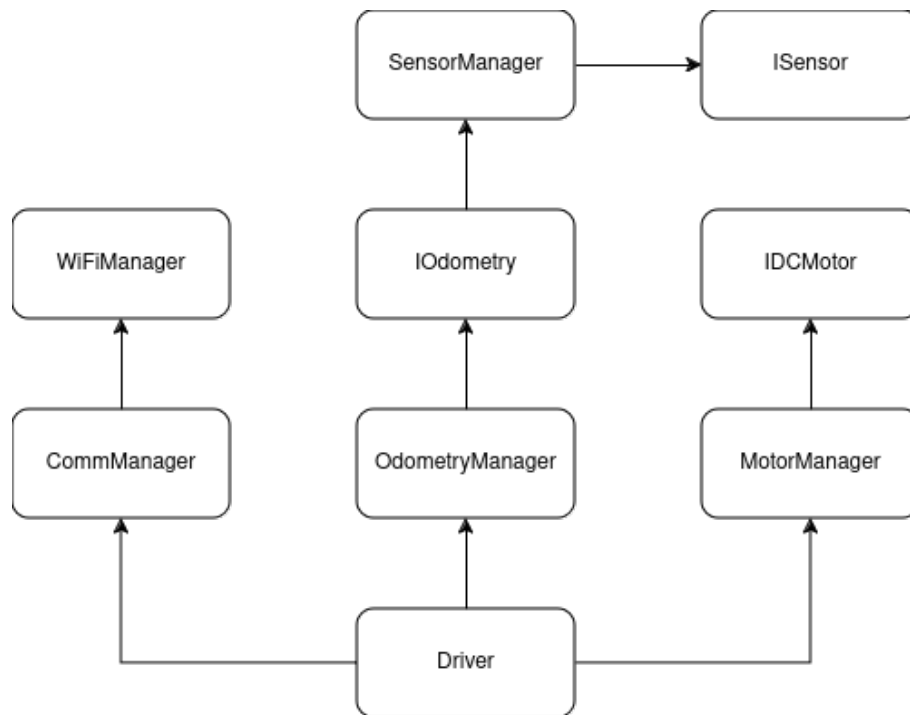 SensorManager
ISensor
WiFiManager
IOdometry
IDCMotor
CommManager
OdometryManager
MotorManager
Driver